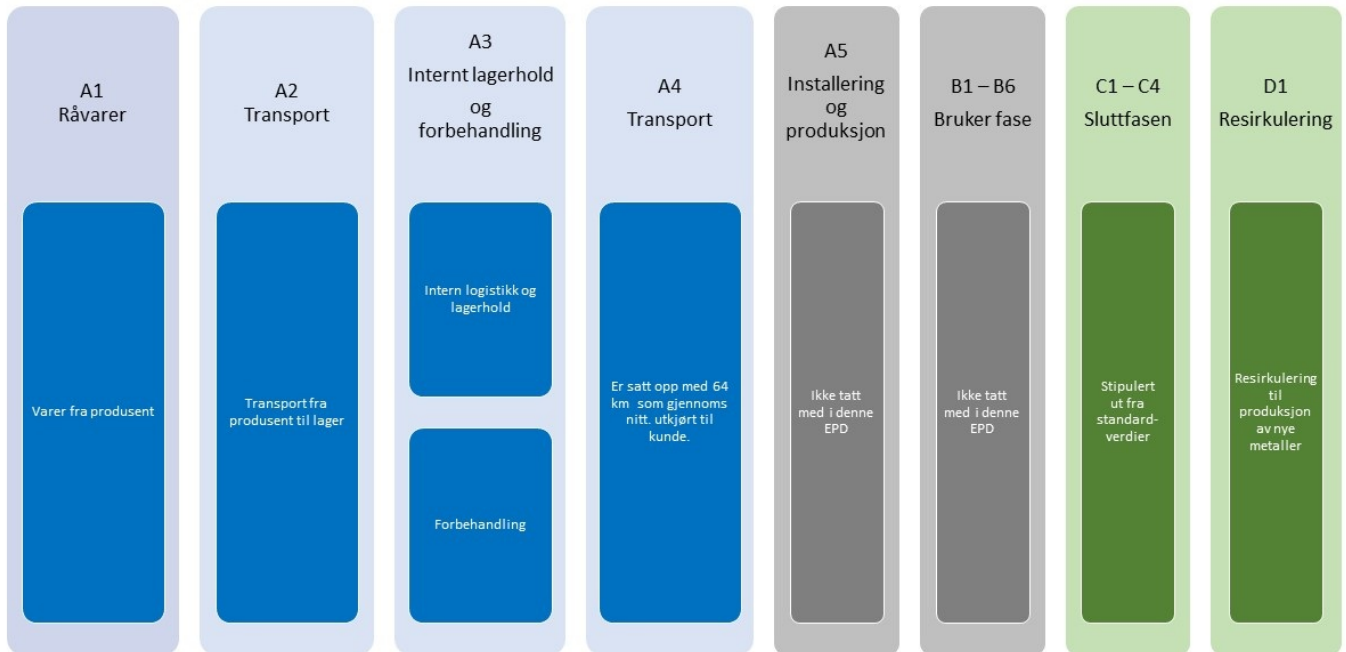 A1
Råvarer
Varer fra produsent
A2
Transport
Transport fra
produsent til lager
A3
Internt lagerhold
og
forbehandling
Intern logistikk og
lagerhold
Forbehandling
A4
Transport
Er satt opp med 64
km som gjennoms
nitt. utkjørt til
kunde.
A5
Installering
og
produksjon
Ikke tatt
med i denne
EPD
B1 – B6
Bruker fase
Ikke tatt
med i denne
EPD
C1 – C4
Sluttfasen
Stipulert
ut fra
standard-
verdier
D1
Resirkulering
Resirkulering
til
produksjon
av nye
metaller